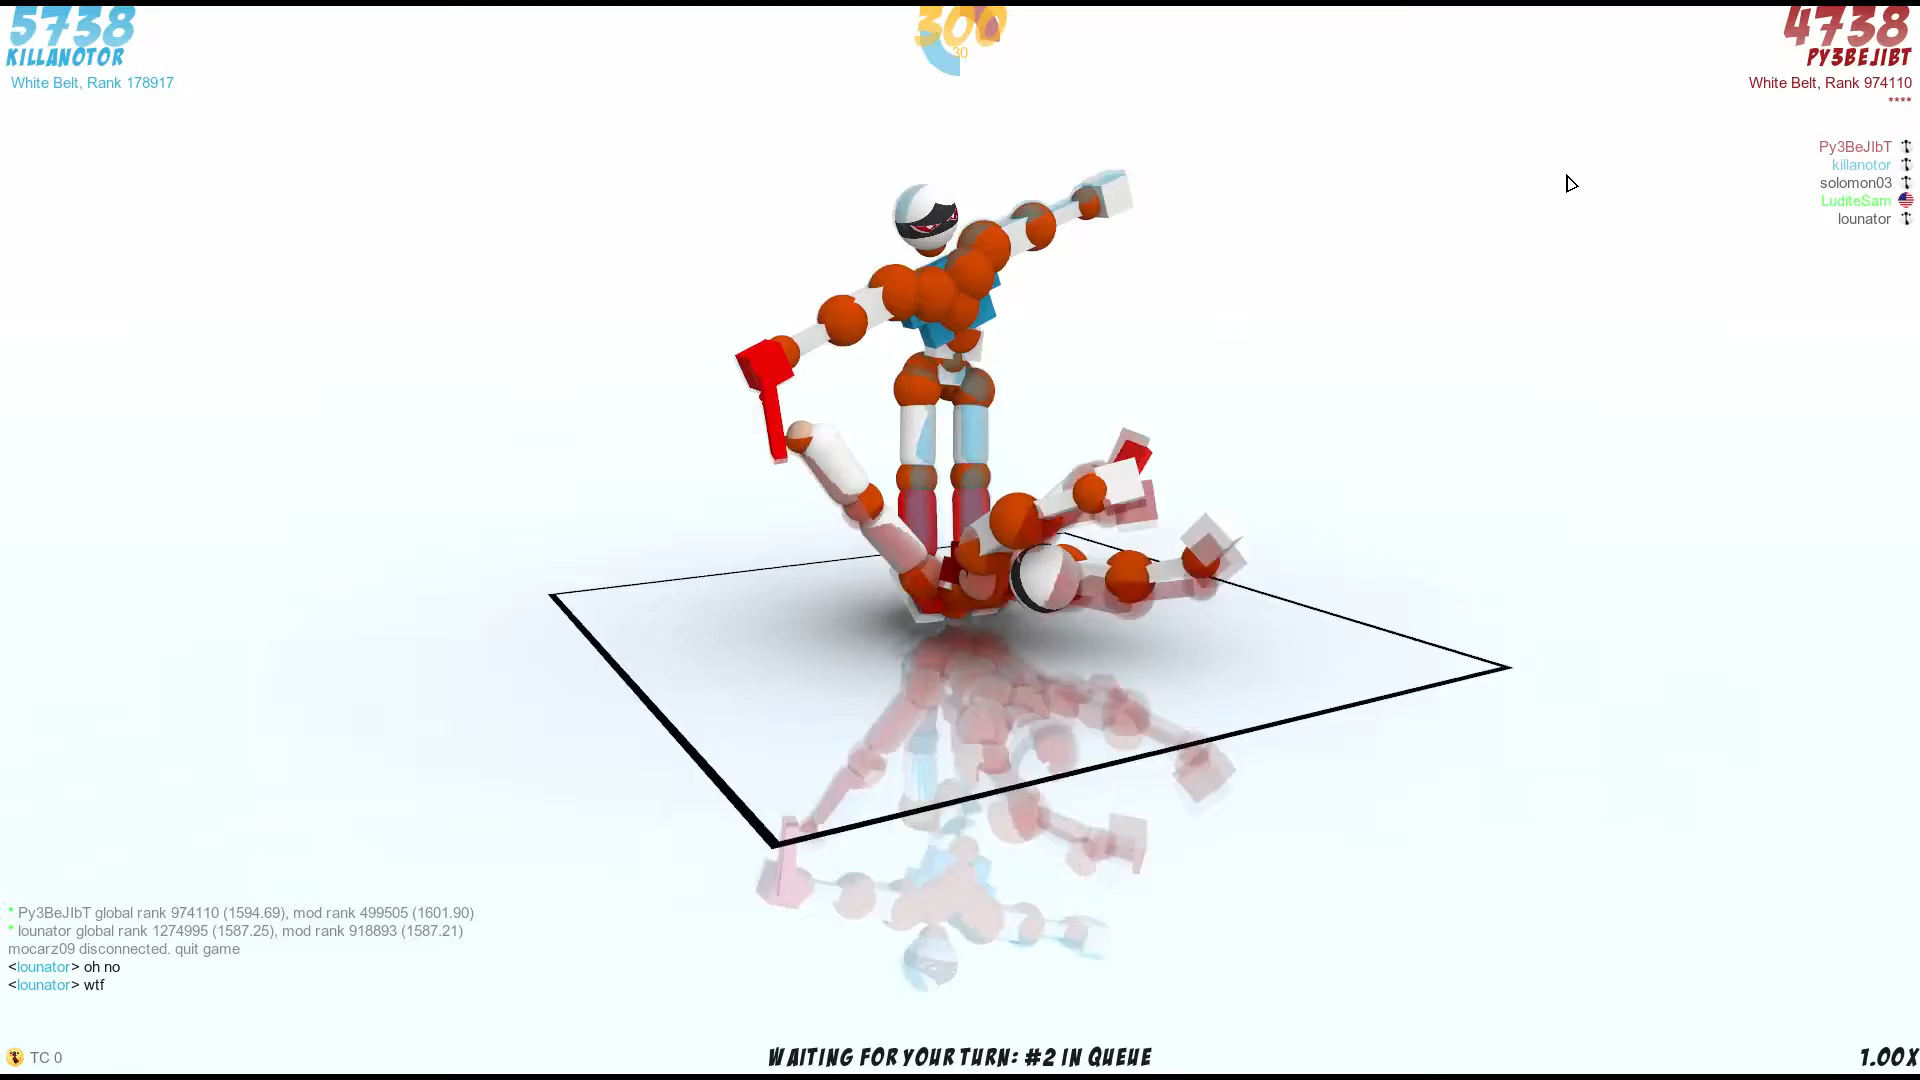 5738
KILLANOTOR
White Belt, Rank 178917
300
30
4738
PY3BEJIBT
White Belt, Rank 974110
****
Py3BeJIbT
killanotor
solomon03
LuditeSam
lounator
* Py3BeJIbT global rank 974110 (1594.69), mod rank 499505 (1601.90)
* lounator global rank 1274995 (1587.25), mod rank 918893 (1587.21)
mocarz09 disconnected. quit game
<lounator> oh no
<lounator> wtf
TC 0
WAITING FOR YOUR TURN: #2 IN QUEUE
1.00X